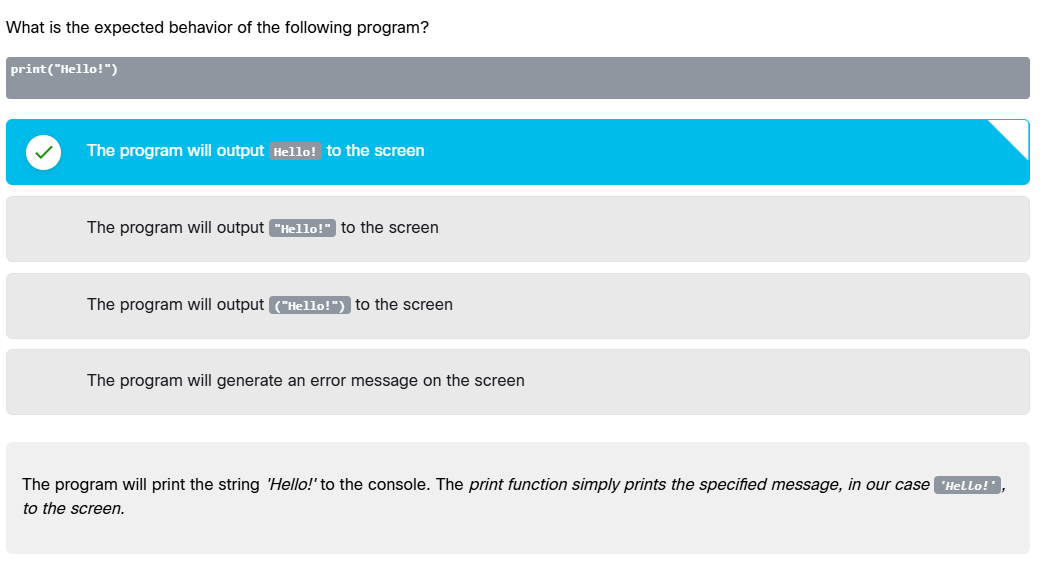 What is the expected behavior of the following program?
print("Hello!")
The program will output Hello! to the screen
The program will output "Hello!" to the screen
The program will output ("Hello!") to the screen
The program will generate an error message on the screen
The program will print the string 'Hello!' to the console. The print function simply prints the specified message, in our case 'Hello!',
to the screen.